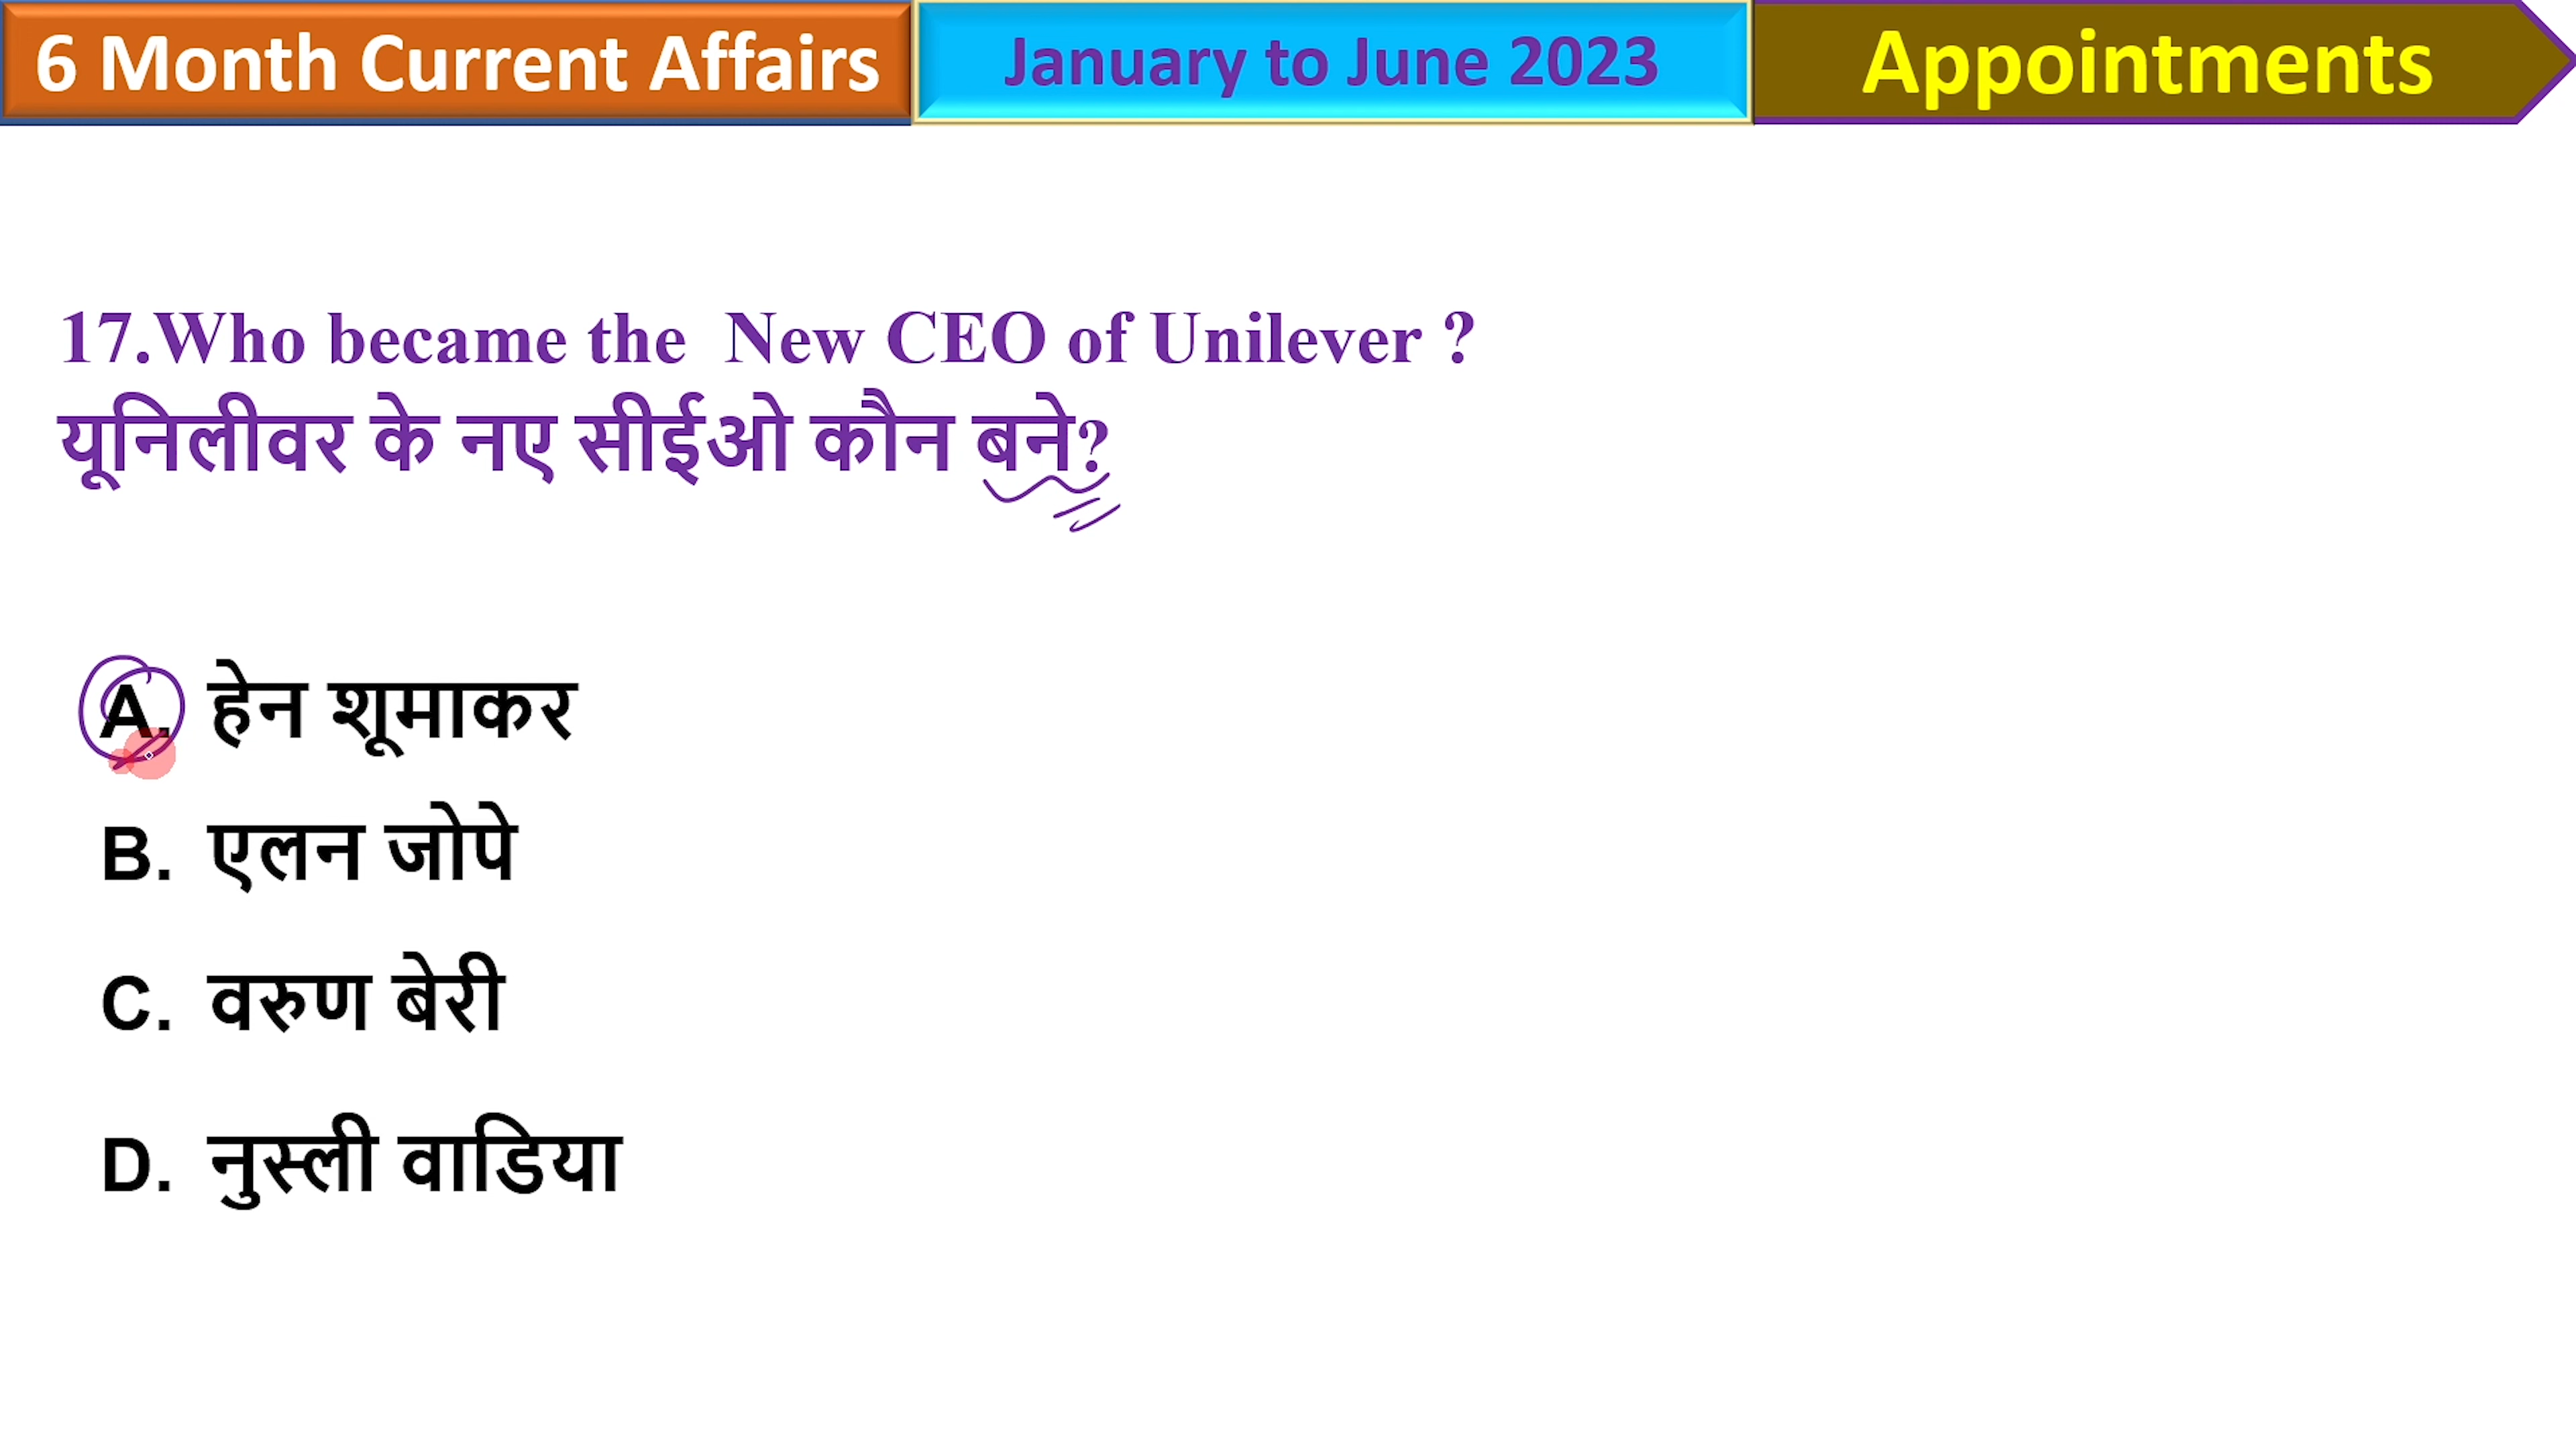 6 Month Current Affairs
January to June 2023
Appointments
17.Who became the New CEO of Unilever ?
यूनिलीवर के नए सीईओ कौन बने?
A. हेन शूमाकर
B. एलन जोपे
C. वरुण बेरी
D. नुस्ली वाडिया